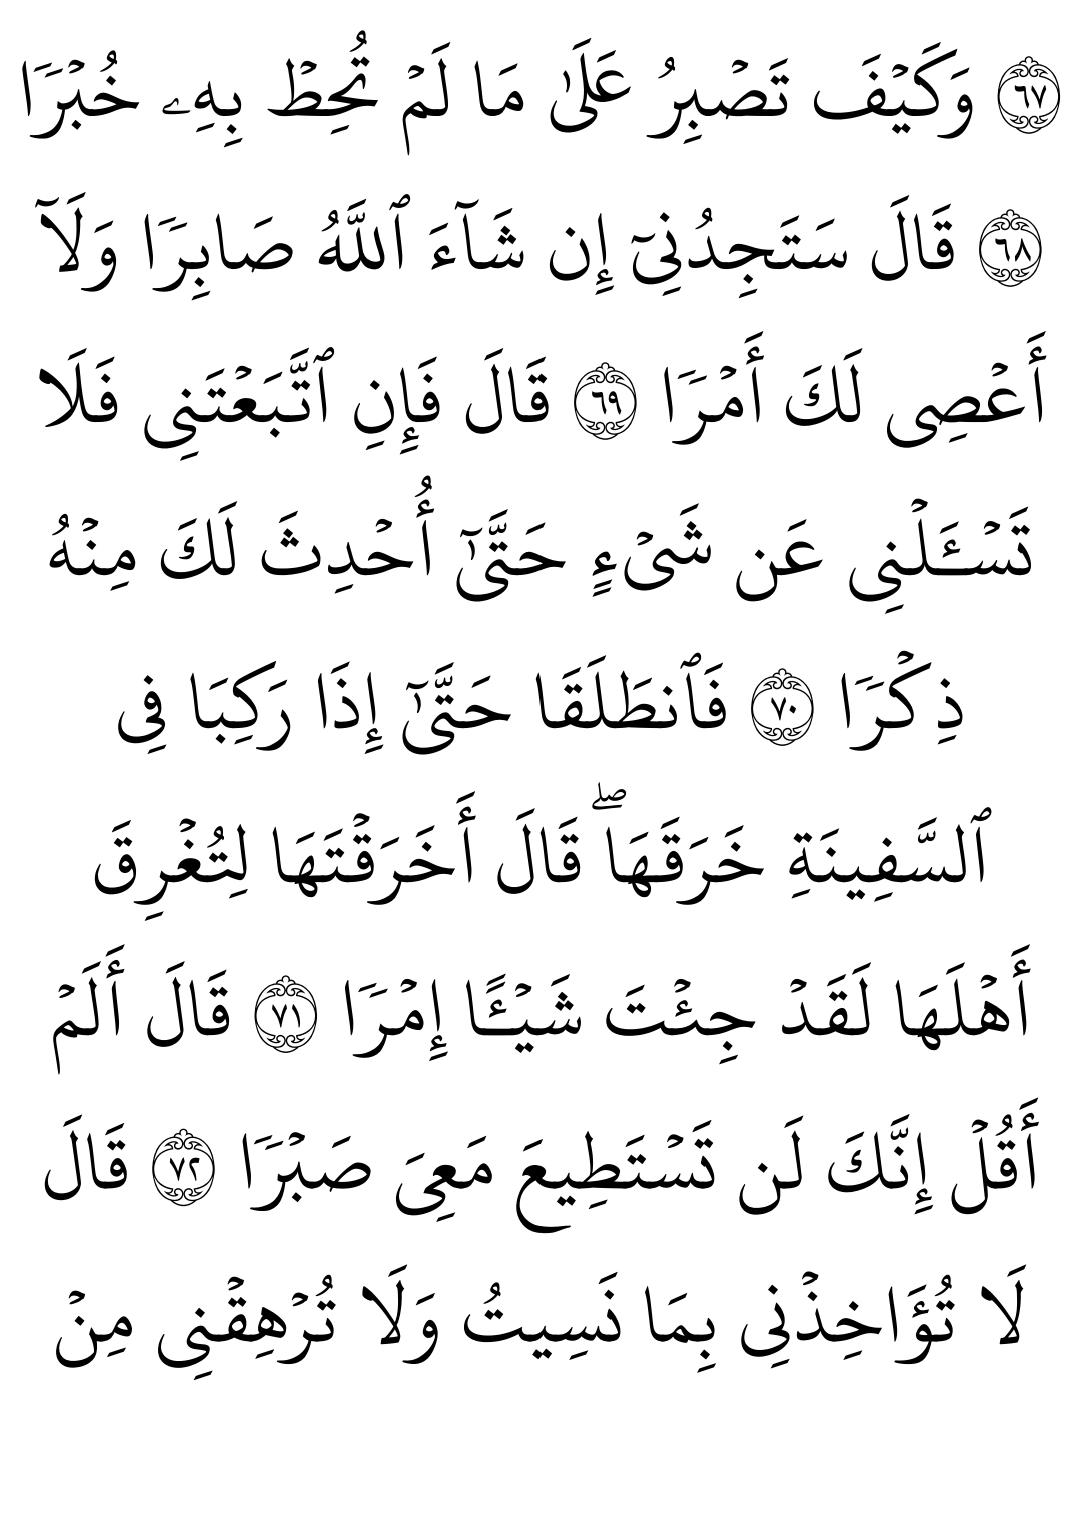 ٦٧ وَكَيۡفَ تَصۡبِرُ عَلَىٰ مَا لَمۡ تُحِطۡ بِهِۦ خُبۡرࣰَا
٦٨ قَالَ سَتَجِدُنِیۤ إِن شَاۤءَ ٱللَّهُ صَابِرࣰَا وَلَاۤ
أَعۡصِی لَكَ أَمۡرࣰَا ٦٩ قَالَ فَإِنِ ٱتَّبَعۡتَنِی فَلَا
تَسۡـَٔلۡنِی عَن شَیۡءٍ حَتَّىٰۤ أُحۡدِثَ لَكَ مِنۡهُ
ذِكۡرࣰَا ٧٠ فَٱنطَلَقَا حَتَّىٰۤ إِذَا رَكِبَا فِی
ٱلسَّفِينَةِ خَرَقَهَاۖ قَالَ أَخَرَقۡتَهَا لِتُغۡرِقَ
أَهۡلَهَا لَقَدۡ جِئۡتَ شَيۡـًٔا إِمۡرࣰَا ٧١ قَالَ أَلَمۡ
أَقُلۡ إِنَّكَ لَن تَسۡتَطِيعَ مَعِیَ صَبۡرࣰَا ٧٢ قَالَ
لَا تُؤَاخِذۡنِی بِمَا نَسِيتُ وَلَا تُرۡهِقۡنِی مِنۡ